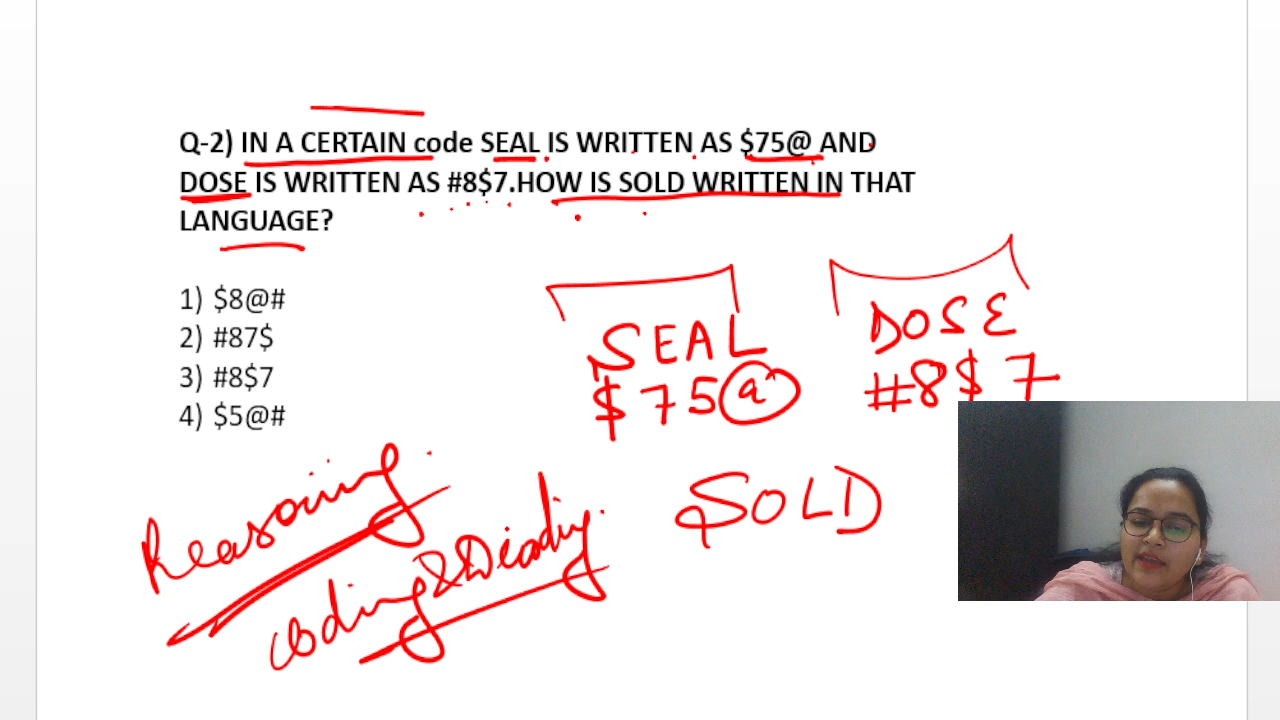 Q-2) IN A CERTAIN code SEAL IS WRITTEN AS $75@ AND
DOSE IS WRITTEN AS #8$7.HOW IS SOLD WRITTEN IN THAT
LANGUAGE?
1) $8@#
2) #87$
3) #8$7
4) $5@#
SEAL
$75@
DOSE
#8$7
SOLD
Reasoning
coding & Decoding